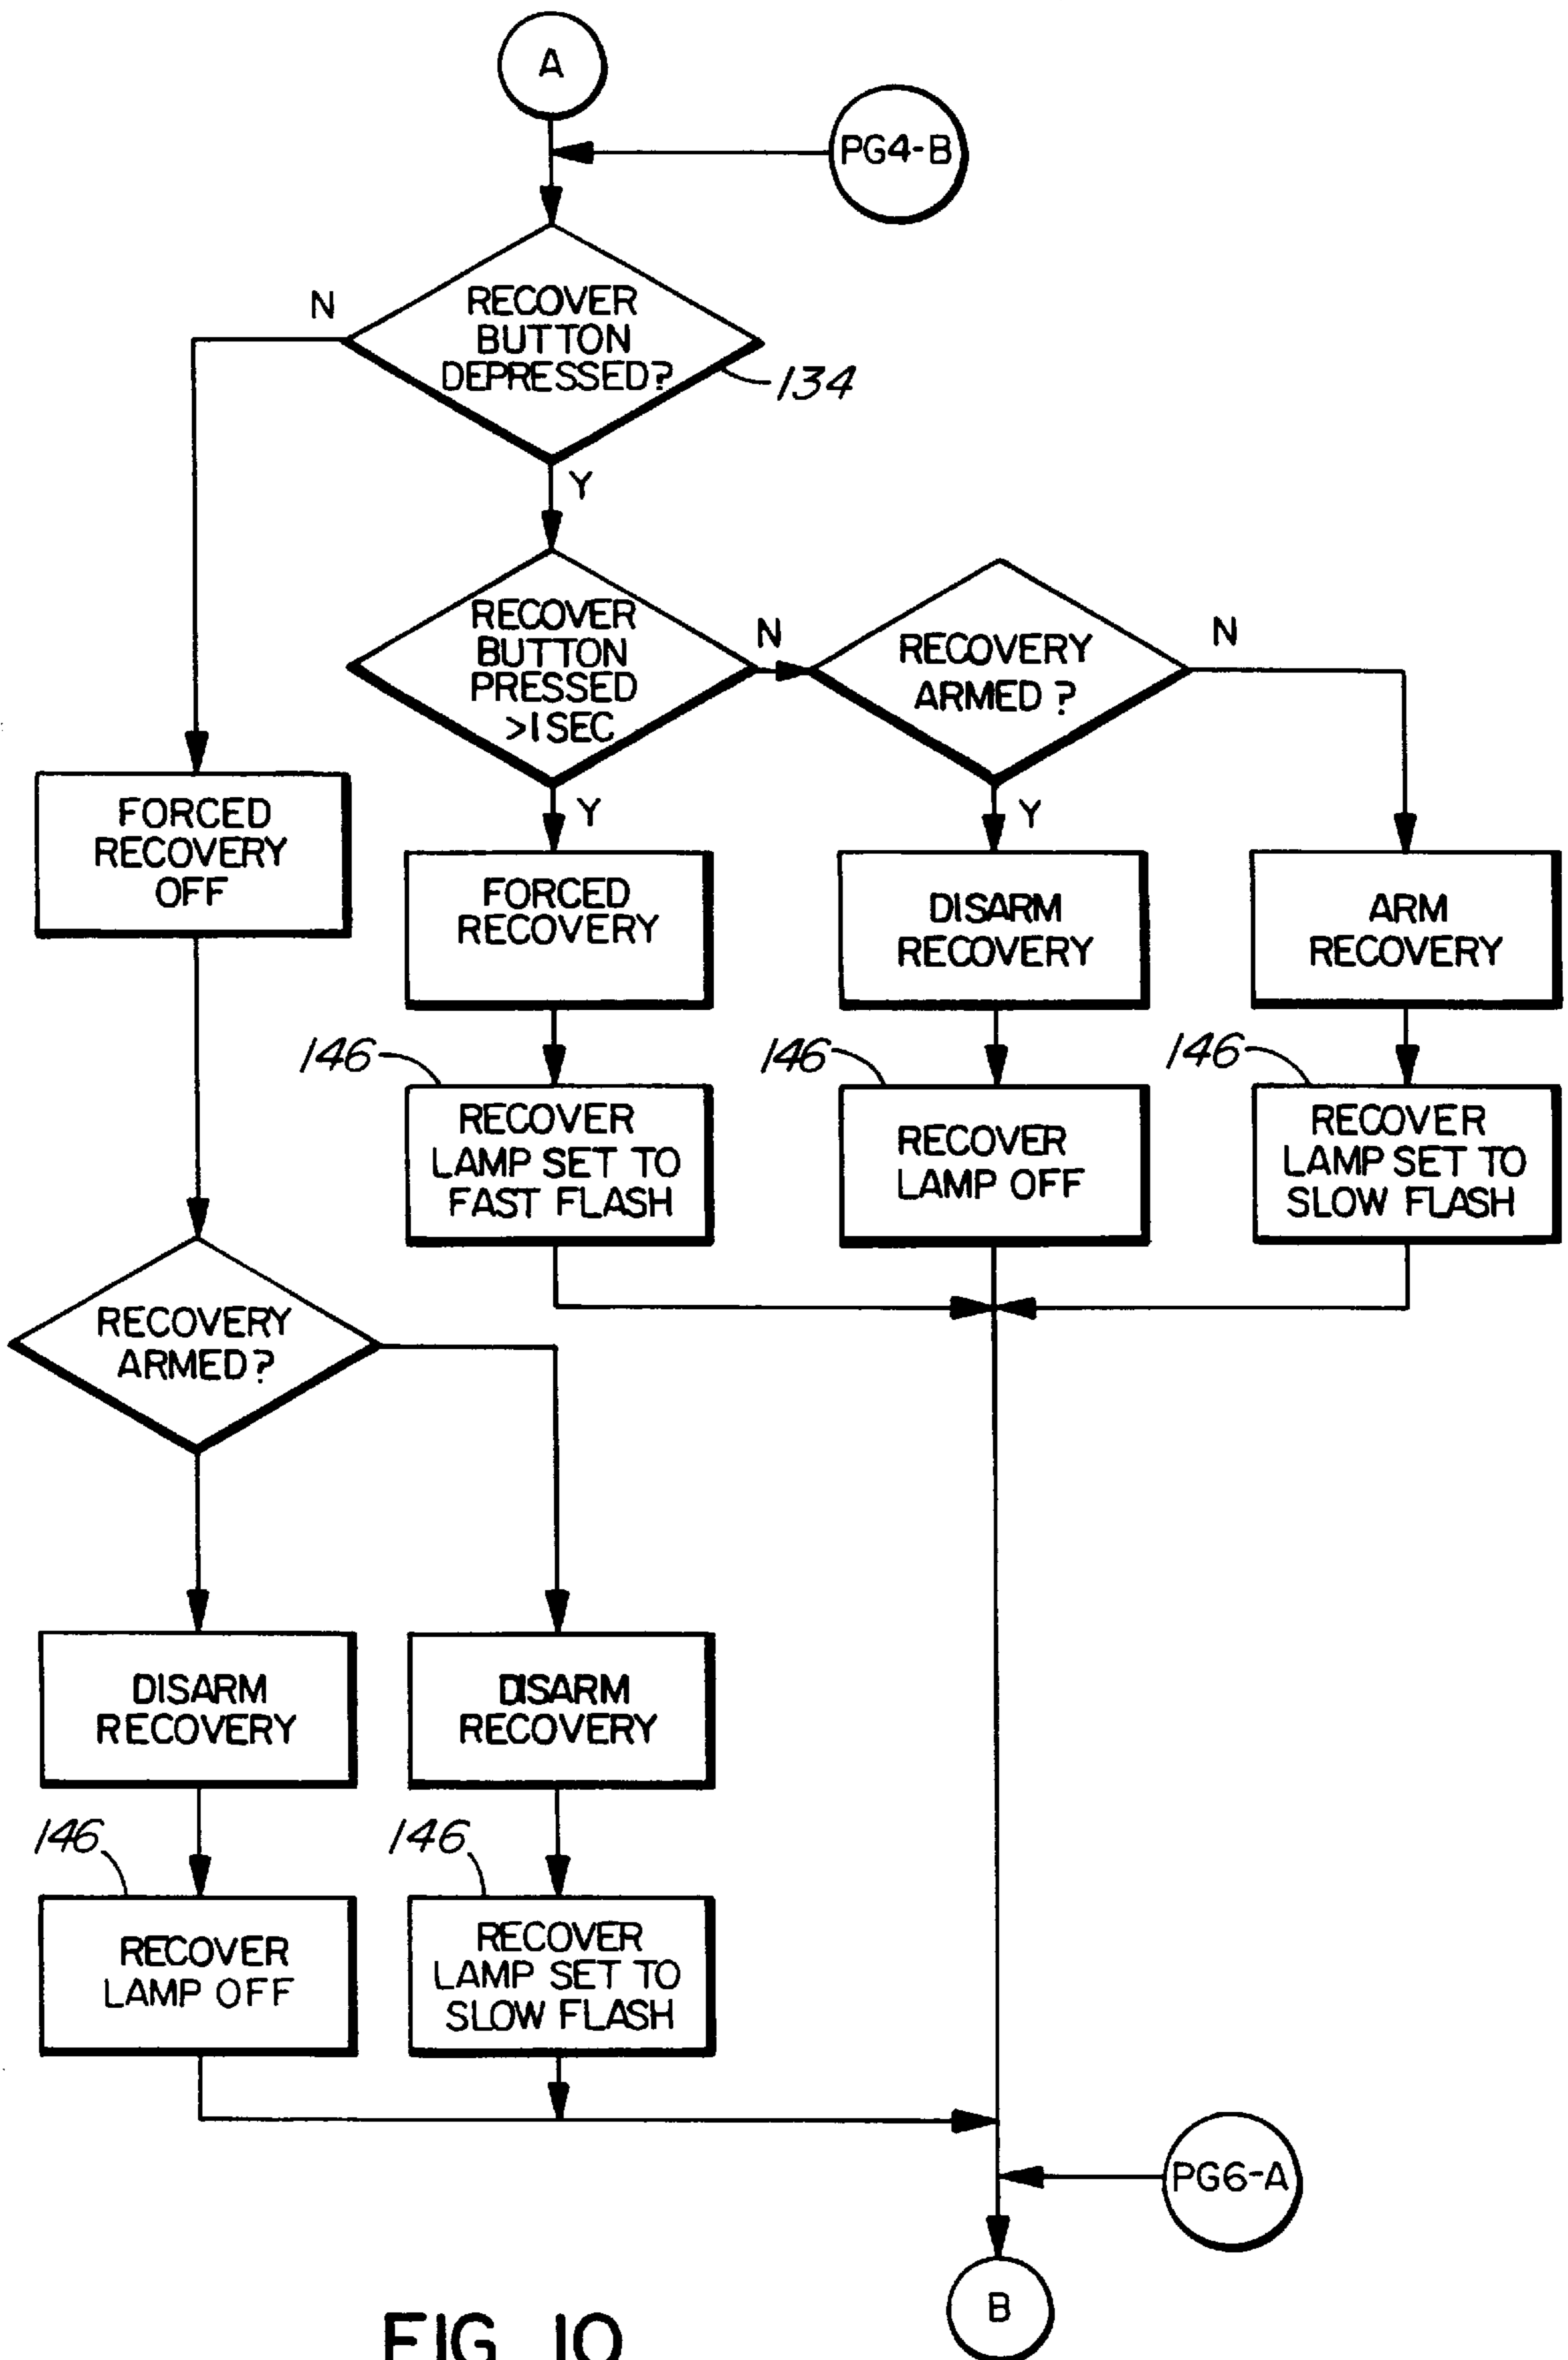 A
PG4-B
N
RECOVER
BUTTON
DEPRESSED?
134
Y
RECOVER
BUTTON
PRESSED
>1SEC
N
RECOVERY
ARMED?
N
Y
Y
FORCED
RECOVERY
OFF
FORCED
RECOVERY
DISARM
RECOVERY
ARM
RECOVERY
146
146
146
RECOVER
LAMP SET TO
FAST FLASH
RECOVER
LAMP OFF
RECOVER
LAMP SET TO
SLOW FLASH
RECOVERY
ARMED?
DISARM
RECOVERY
DISARM
RECOVERY
146
146
RECOVER
LAMP OFF
RECOVER
LAMP SET TO
SLOW FLASH
PG6-A
B
FIG. 10